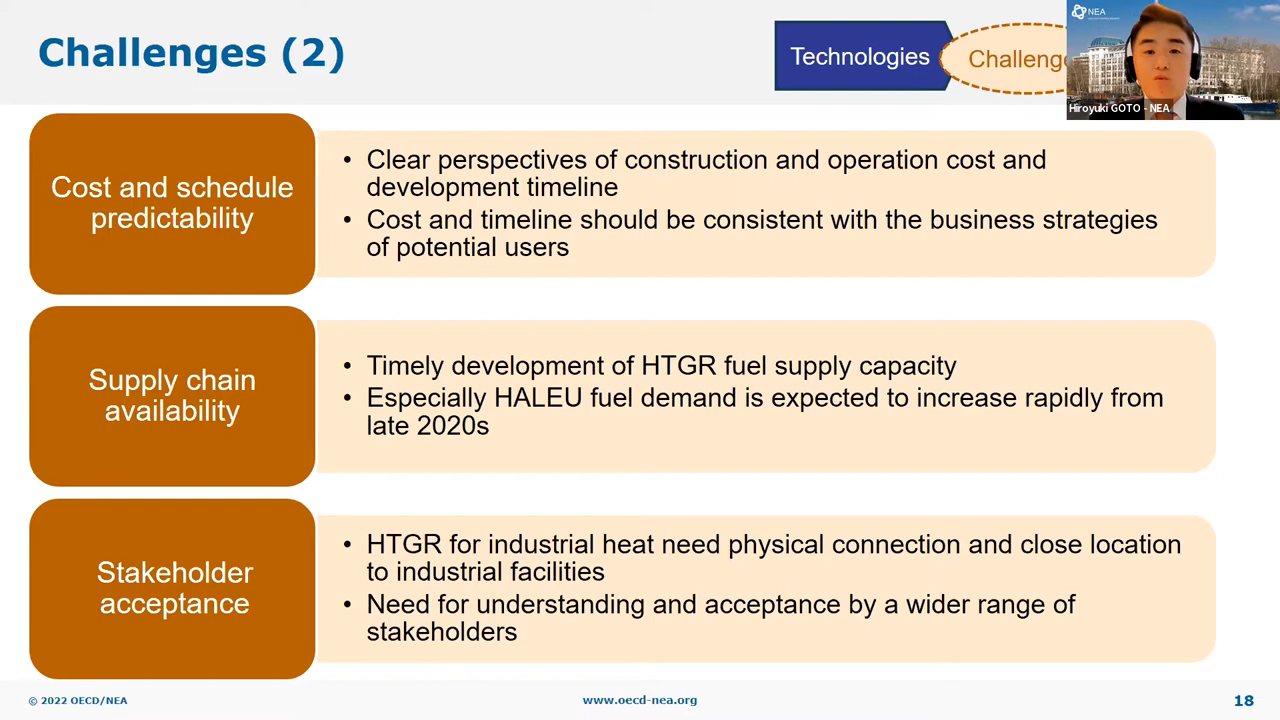 Challenges (2)
Technologies
Challenge
NEA
Hiroyuki GOTO - NEA
Cost and schedule
predictability
• Clear perspectives of construction and operation cost and
development timeline
• Cost and timeline should be consistent with the business strategies
of potential users
Supply chain
availability
• Timely development of HTGR fuel supply capacity
• Especially HALEU fuel demand is expected to increase rapidly from
late 2020s
Stakeholder
acceptance
• HTGR for industrial heat need physical connection and close location
to industrial facilities
• Need for understanding and acceptance by a wider range of
stakeholders
© 2022 OECD/NEA
www.oecd-nea.org
18